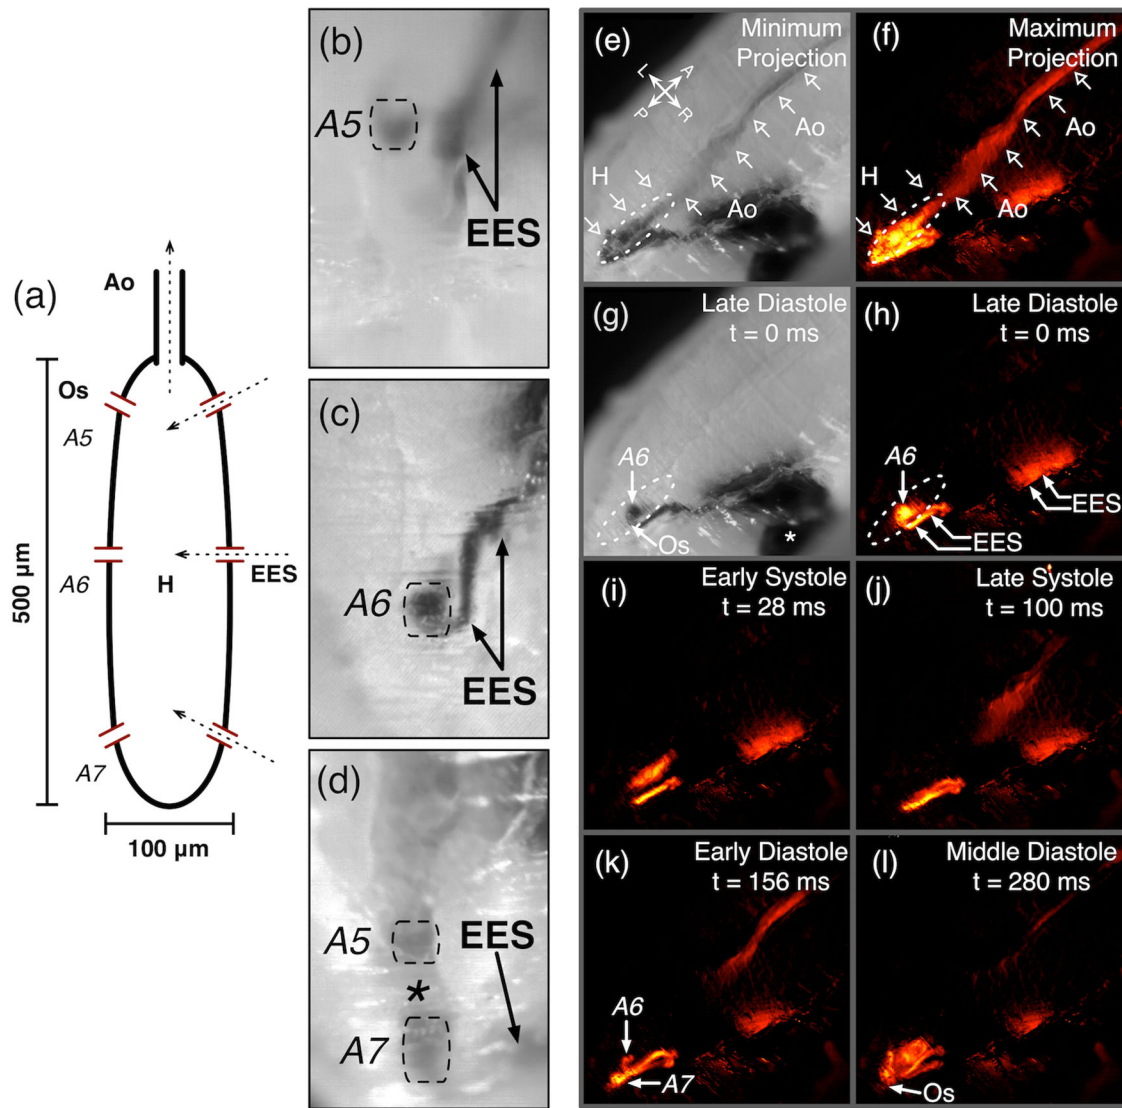 (a)
Ao
Os
A5
A6
H
EES
A7
500 µm
100 µm
(b)
A5
EES
(c)
A6
EES
(d)
A5
EES
*
A7
(e)
Minimum
Projection
L
A
P
R
H
Ao
Ao
(f)
Maximum
Projection
H
Ao
Ao
(g)
Late Diastole
t = 0 ms
A6
Os
*
(h)
Late Diastole
t = 0 ms
A6
EES
EES
(i)
Early Systole
t = 28 ms
(j)
Late Systole
t = 100 ms
(k)
Early Diastole
t = 156 ms
A6
A7
(l)
Middle Diastole
t = 280 ms
Os